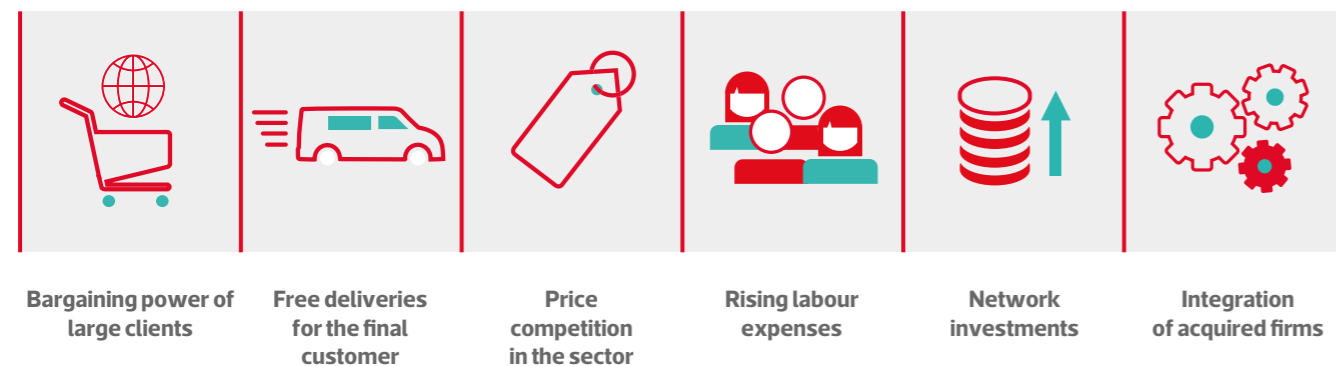 Bargaining power of
large clients
Free deliveries
for the final
customer
Price
competition
in the sector
Rising labour
expenses
Network
investments
Integration
of acquired firms